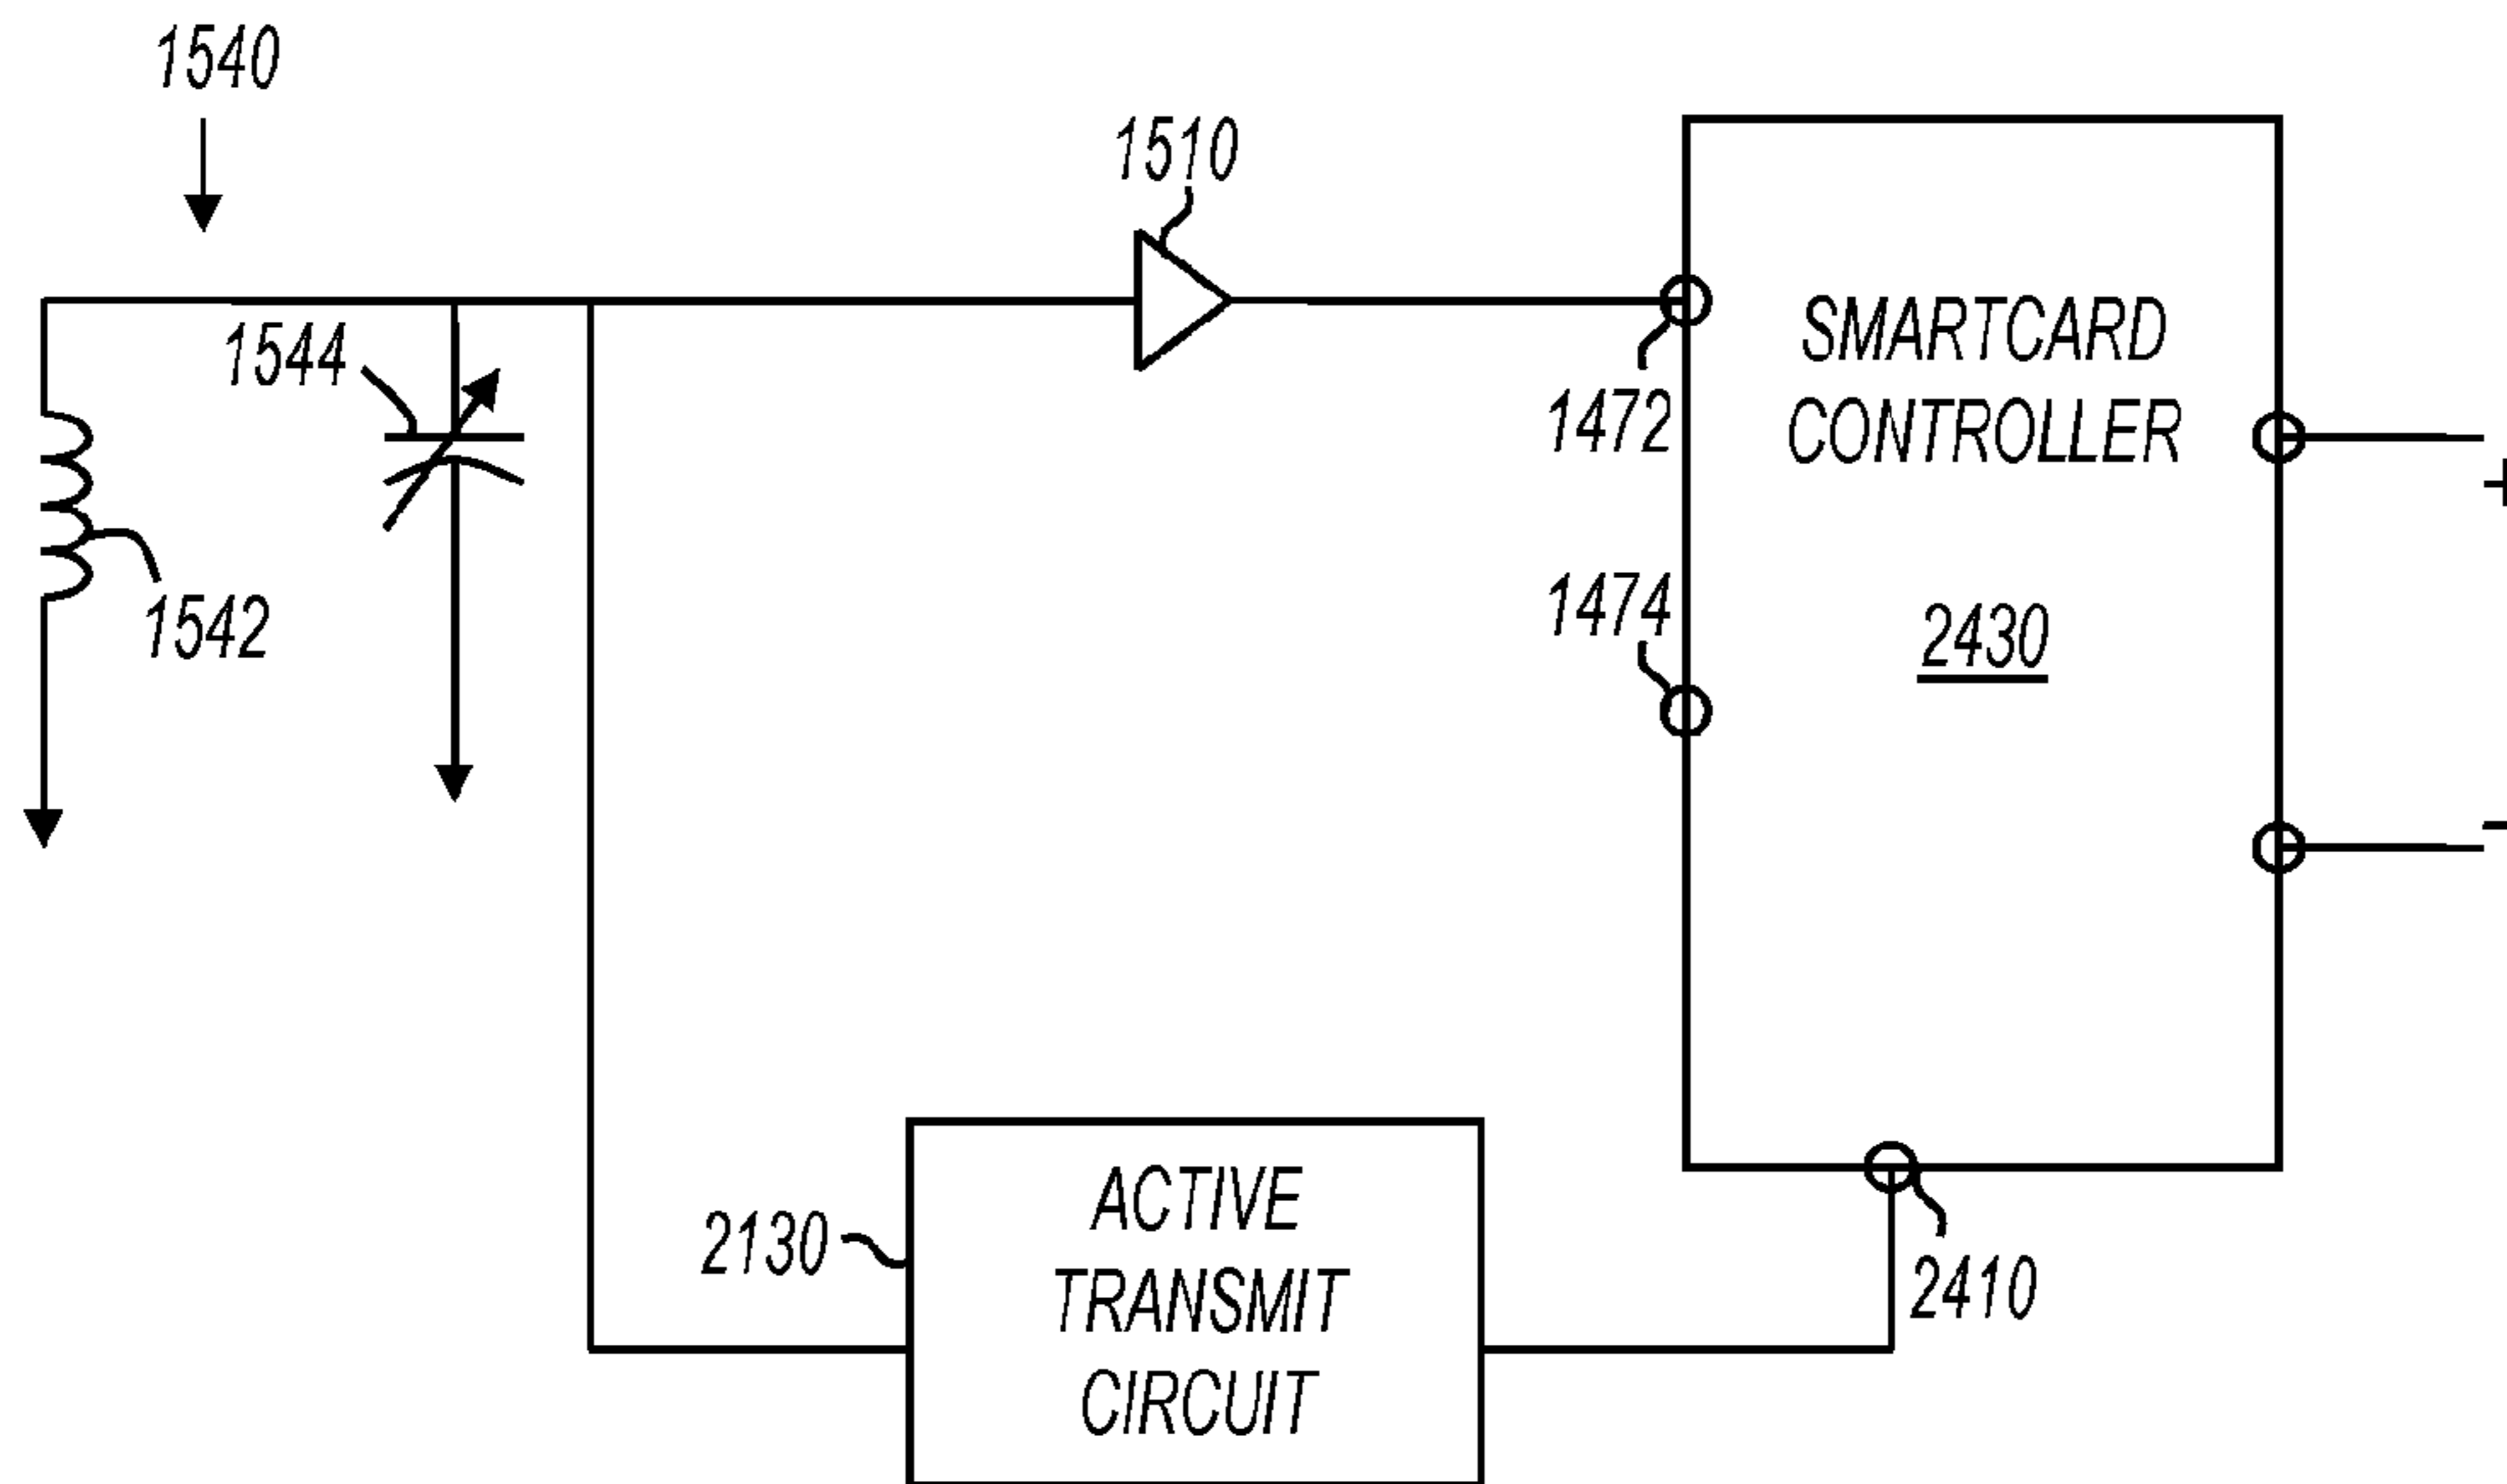 1540
1510
1544
SMARTCARD
CONTROLLER
1472
+
1474
1542
2430
-
ACTIVE
TRANSMIT
CIRCUIT
2130
2410